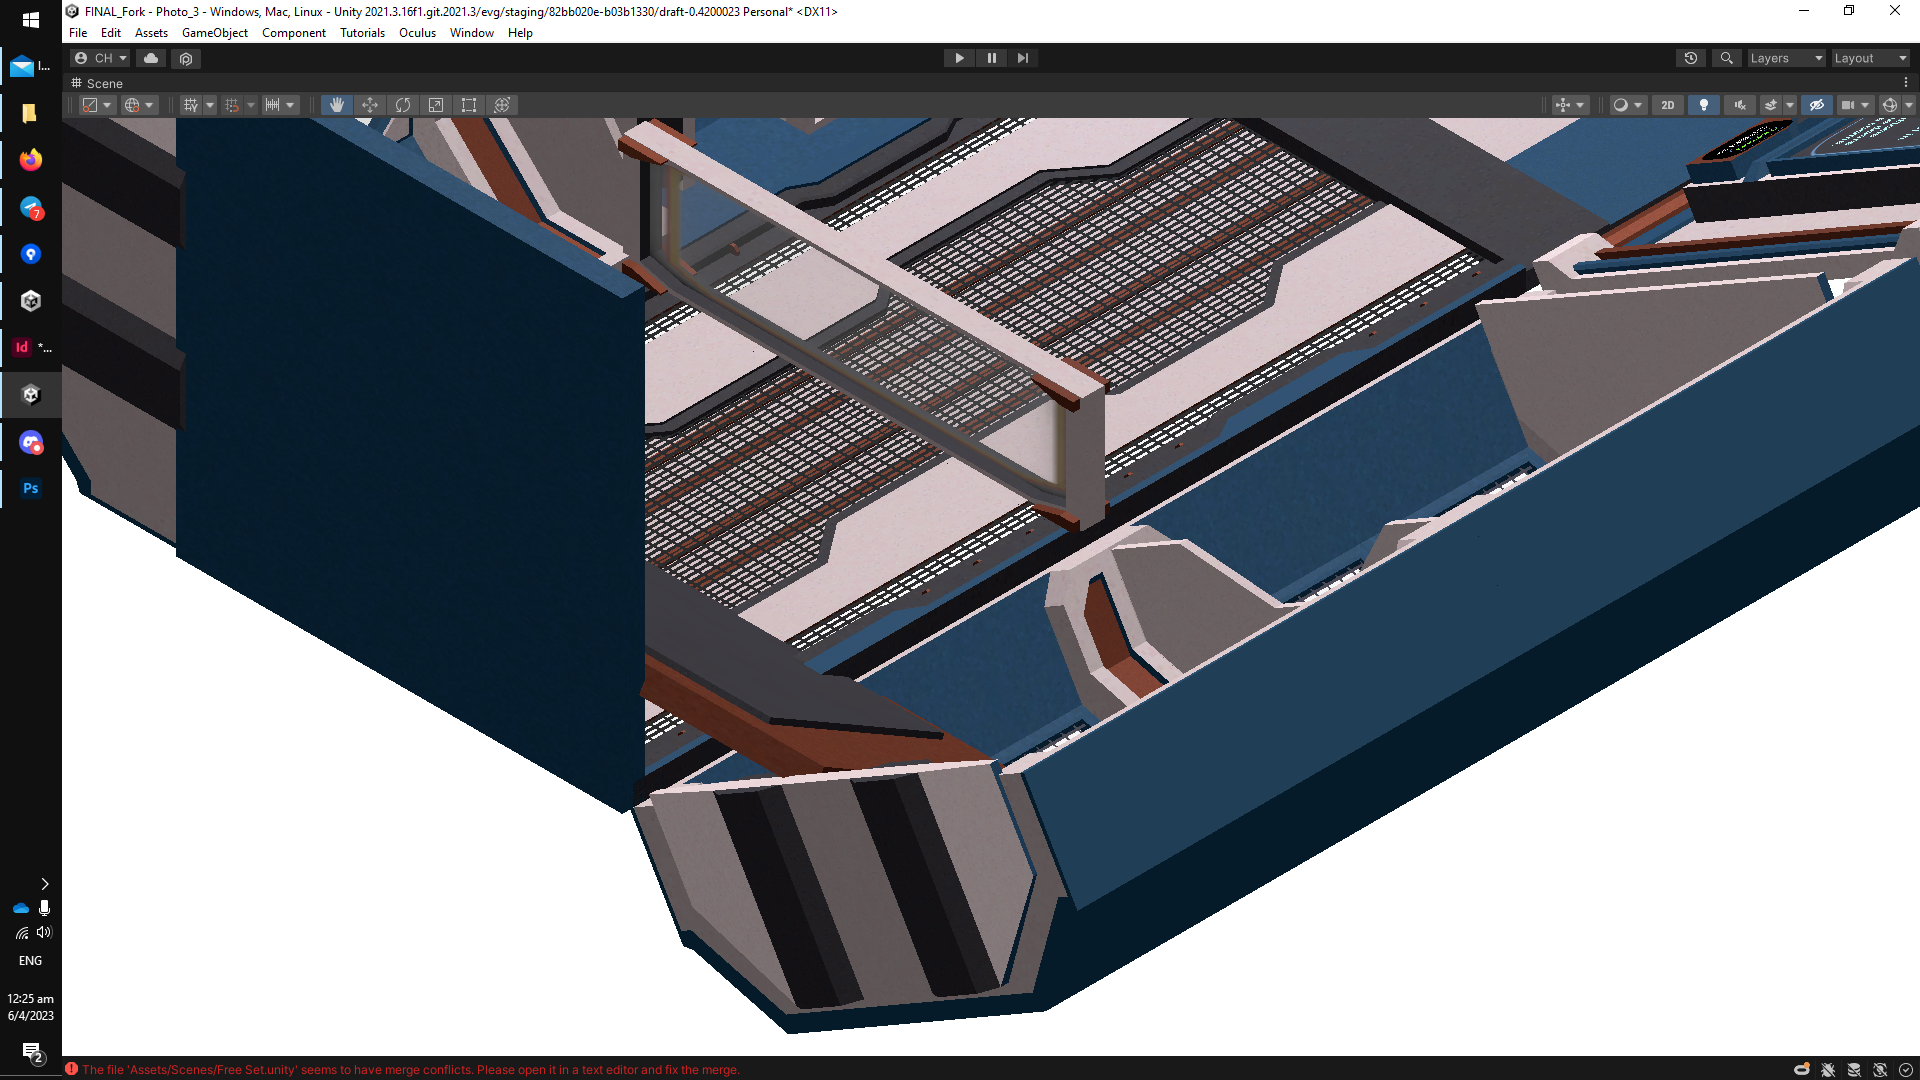 FINAL_Fork - Photo_3 - Windows, Mac, Linux - Unity 2021.3.16f1.git.2021.3/evg/staging/82bb020e-b03b1330/draft-0.4200023 Personal* <DX11>
File Edit Assets GameObject Component Tutorials Oculus Window Help
CH
Layers Layout
Scene
2D
I...
7
Id *...
Ps
ENG
12:25 am
6/4/2023
2
The file 'Assets/Scenes/Free Set.unity' seems to have merge conflicts. Please open it in a text editor and fix the merge.